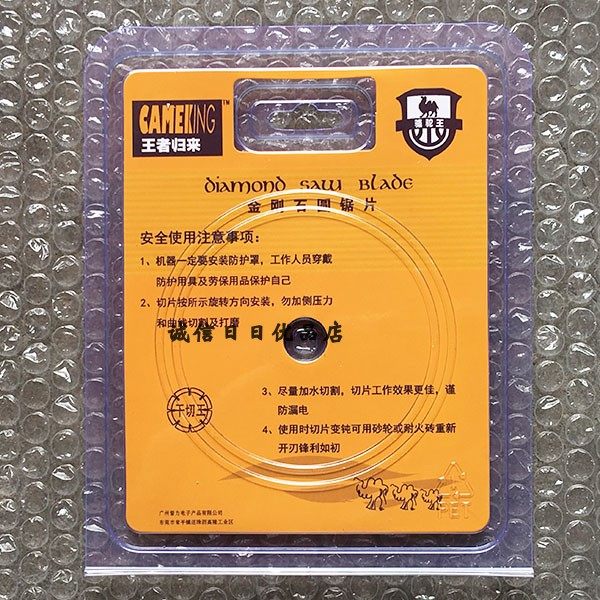 CAMEKING™
王者归来
骆驼王
Diamond Saw Blade
金刚石圆锯片
安全使用注意事项：
1、机器一定要安装防护罩，工作人员穿戴
防护用具及劳保用品保护自己
2、切片按所示旋转方向安装，勿加侧压力
和曲线切割及打磨
诚信日日优品店
3、尽量加水切割，切片工作效果更佳，谨
防漏电
干切王
4、使用时切片变钝可用砂轮或耐火砖重新
开刃锋利如初